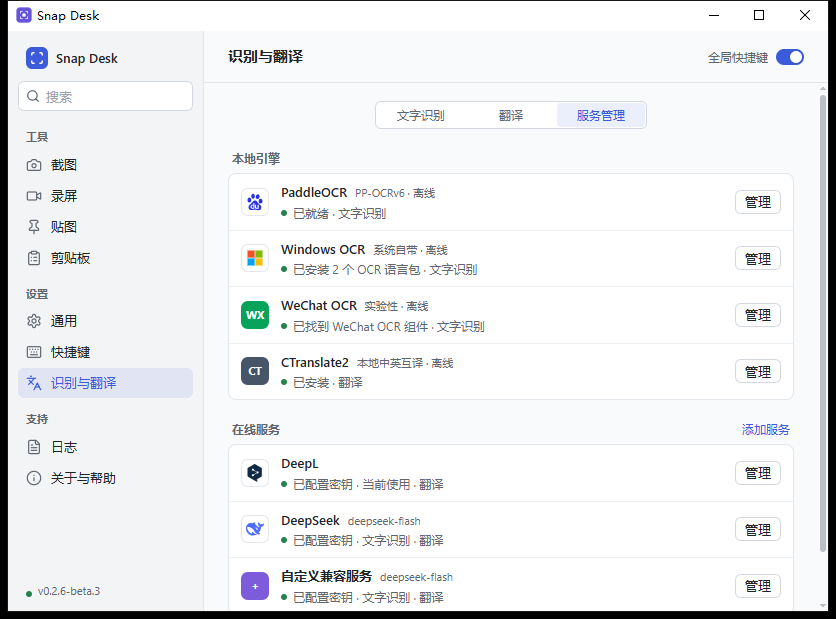 Snap Desk
Snap Desk
搜索
工具
截图
录屏
贴图
剪贴板
设置
通用
快捷键
识别与翻译
支持
日志
关于与帮助
v0.2.6-beta.3
识别与翻译
全局快捷键
文字识别 翻译 服务管理
本地引擎
du
PaddleOCR PP-OCRv6 · 离线
已就绪 · 文字识别
管理
Windows OCR 系统自带 · 离线
已安装 2 个 OCR 语言包 · 文字识别
管理
WX
WeChat OCR 实验性 · 离线
已找到 WeChat OCR 组件 · 文字识别
管理
CT
CTranslate2 本地中英互译 · 离线
已安装 · 翻译
管理
在线服务 添加服务
DeepL
已配置密钥 · 当前使用 · 翻译
管理
DeepSeek deepseek-flash
已配置密钥 · 文字识别 · 翻译
管理
+
自定义兼容服务 deepseek-flash
已配置密钥 · 文字识别 · 翻译
管理